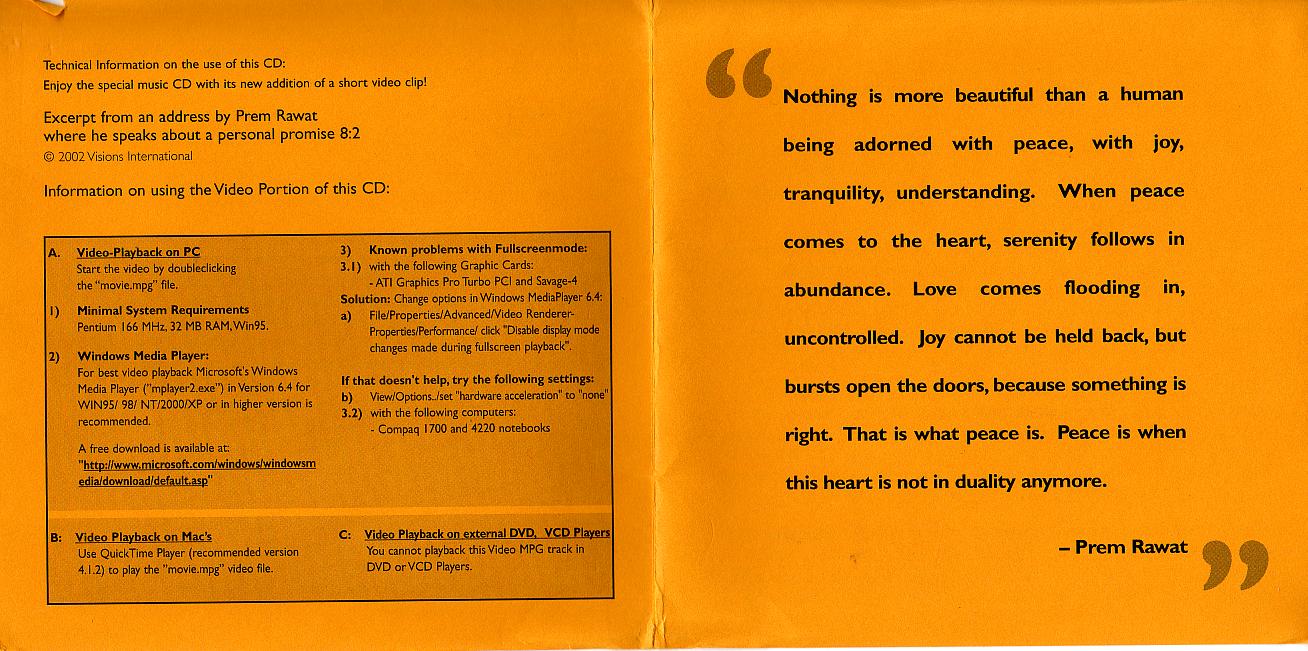 Technical Information on the use of this CD:
Enjoy the special music CD with its new addition of a short video clip!
Excerpt from an address by Prem Rawat
where he speaks about a personal promise 8:2
© 2002 Visions International
Information on using the Video Portion of this CD:
A. Video-Playback on PC
Start the video by doubleclicking
the "movie.mpg" file.
1) Minimal System Requirements
Pentium 166 MHz, 32 MB RAM, Win95.
2) Windows Media Player:
For best video playback Microsoft's Windows
Media Player ("mplayer2.exe") in Version 6.4 for
WIN95/ 98/ NT/2000/XP or in higher version is
recommended.
A free download is available at:
"http://www.microsoft.com/windows/windowsm
edia/download/default.asp"
3) Known problems with Fullscreenmode:
3.1) with the following Graphic Cards:
- ATI Graphics Pro Turbo PCI and Savage-4
Solution: Change options in Windows MediaPlayer 6.4:
a) File/Properties/Advanced/Video Renderer-
Properties/Performance/ click "Disable display mode
changes made during fullscreen playback".
If that doesn't help, try the following settings:
b) View/Options../set "hardware acceleration" to "none"
3.2) with the following computers:
- Compaq 1700 and 4220 notebooks
B: Video Playback on Mac's
Use QuickTime Player (recommended version
4.1.2) to play the "movie.mpg" video file.
C: Video Playback on external DVD, VCD Players
You cannot playback this Video MPG track in
DVD or VCD Players.
“ Nothing is more beautiful than a human
being adorned with peace, with joy,
tranquility, understanding. When peace
comes to the heart, serenity follows in
abundance. Love comes flooding in,
uncontrolled. Joy cannot be held back, but
bursts open the doors, because something is
right. That is what peace is. Peace is when
this heart is not in duality anymore.
– Prem Rawat ”